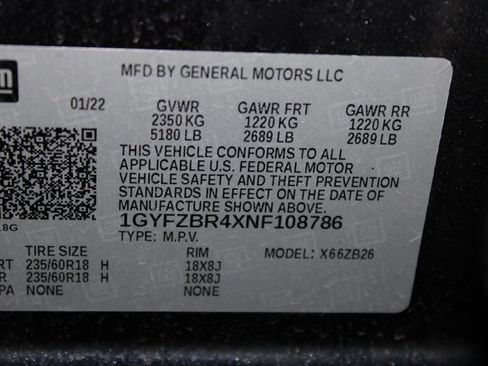 gm
MFD BY GENERAL MOTORS LLC
01/22 GVWR GAWR FRT GAWR RR
2350 KG 1220 KG 1220 KG
5180 LB 2689 LB 2689 LB
THIS VEHICLE CONFORMS TO ALL
APPLICABLE U.S. FEDERAL MOTOR
VEHICLE SAFETY AND THEFT PREVENTION
STANDARDS IN EFFECT ON THE DATE OF
MANUFACTURE SHOWN ABOVE.
1GYFZBR4XNF108786
TYPE: M.P.V. MODEL: X66ZB26
TIRE SIZE RIM
RT 235/60R18 H 18X8J
R 235/60R18 H 18X8J
PA NONE NONE